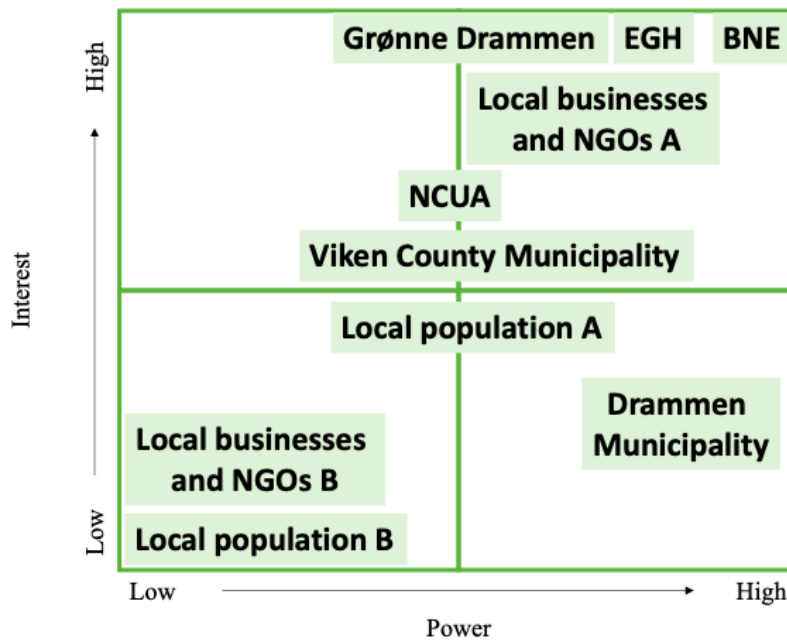 High
Grønne Drammen
EGH
BNE
Local businesses
and NGOs A
NCUA
Viken County Municipality
Interest
Local population A
Drammen
Municipality
Local businesses
and NGOs B
Low
Local population B
Low
High
Power